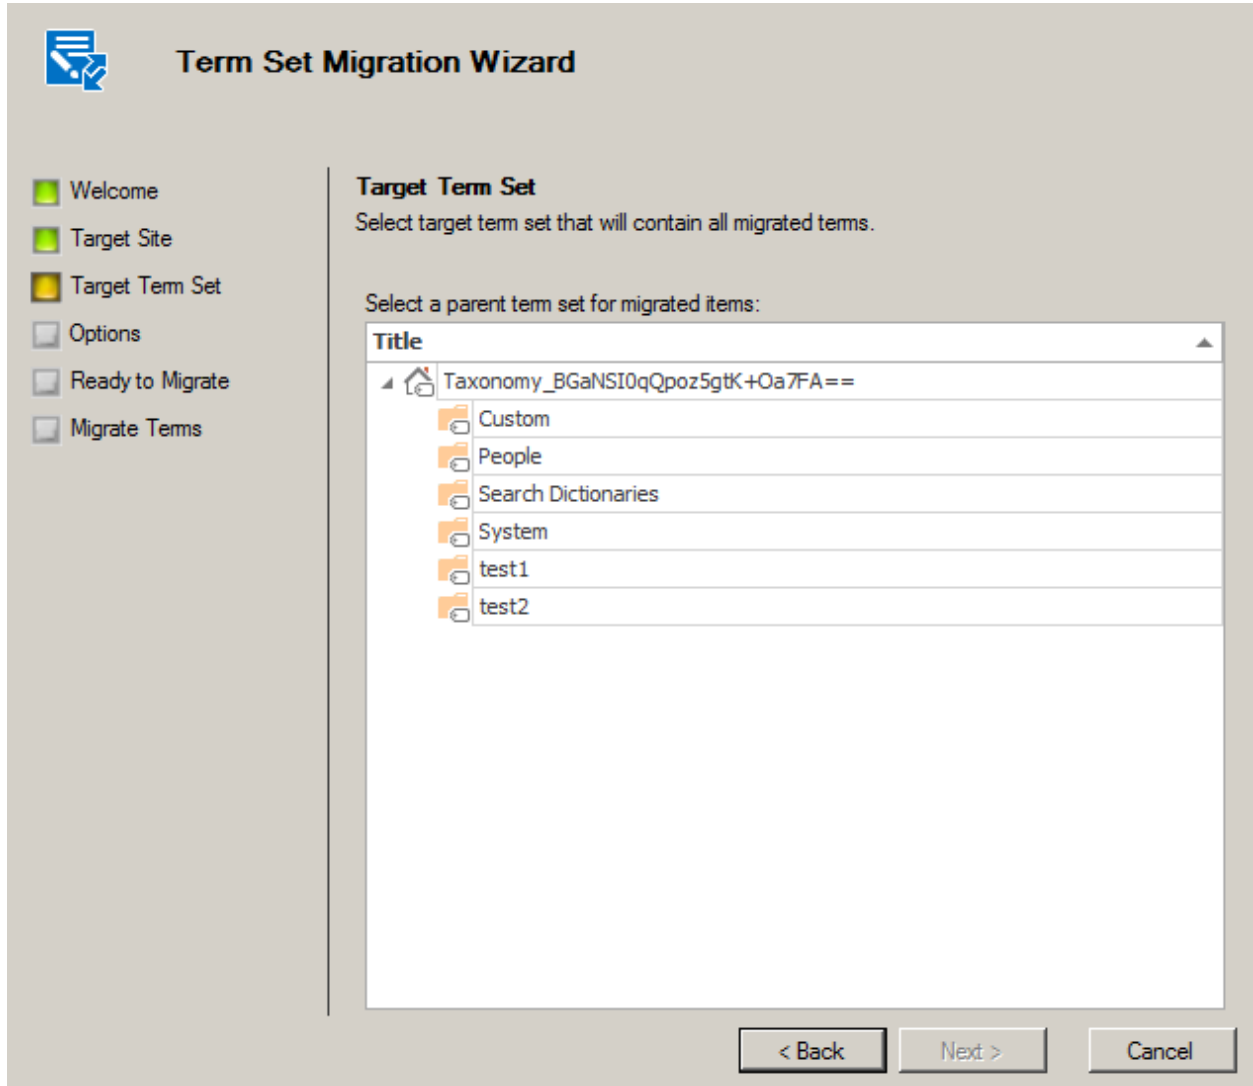 Term Set Migration Wizard
Welcome
Target Site
Target Term Set
Options
Ready to Migrate
Migrate Terms
Target Term Set
Select target term set that will contain all migrated terms.
Select a parent term set for migrated items:
Title
Taxonomy_BGaNSI0qQpoz5gtK+Oa7FA==
Custom
People
Search Dictionaries
System
test1
test2
< Back
Next >
Cancel